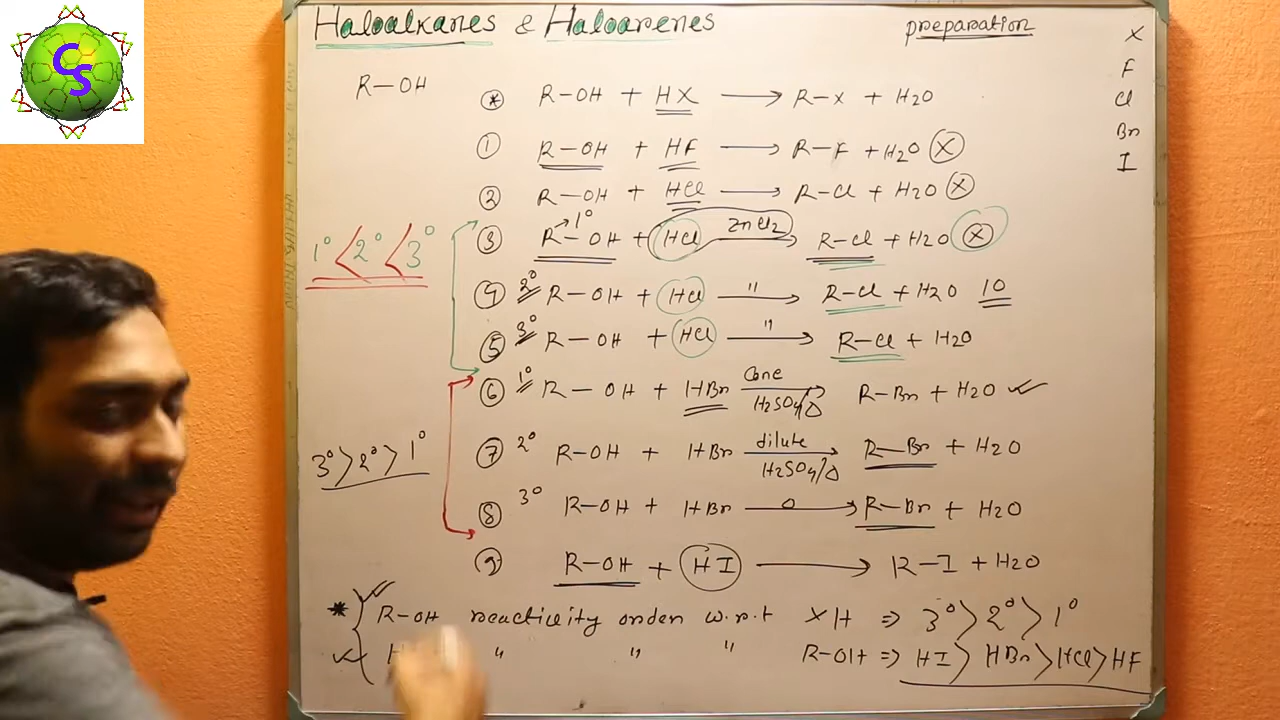 CS
Haloalkanes & Haloarenes preparation
X
F
Cl
Br
I
R-OH
* R-OH + HX → R-X + H2O
1 R-OH + HF → R-F + H2O X
2 R-OH + HCl → R-Cl + H2O X
3 R-OH 1° + HCl ZnCl2 → R-Cl + H2O X
1° < 2° < 3°
4 2° R-OH + HCl " → R-Cl + H2O 10
5 3° R-OH + HCl " → R-Cl + H2O
6 1° R-OH + HBr Conc H2SO4/Δ → R-Br + H2O ✓
3° > 2° > 1°
7 2° R-OH + HBr dilute H2SO4/Δ → R-Br + H2O
8 3° R-OH + HBr → R-Br + H2O
9 R-OH + HI → R-I + H2O
* R-OH reactivity order w.r.t XH ⇒ 3° > 2° > 1°
" " " R-OH ⇒ HI > HBr > HCl > HF